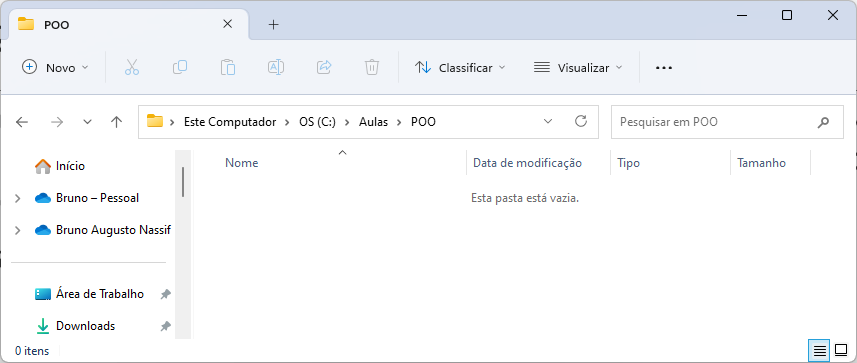 POO
Novo
Classificar
Visualizar
Este Computador
OS (C:)
Aulas
POO
Pesquisar em POO
Início
Bruno – Pessoal
Bruno Augusto Nassif
Área de Trabalho
Downloads
Nome
Data de modificação
Tipo
Tamanho
Esta pasta está vazia.
0 itens